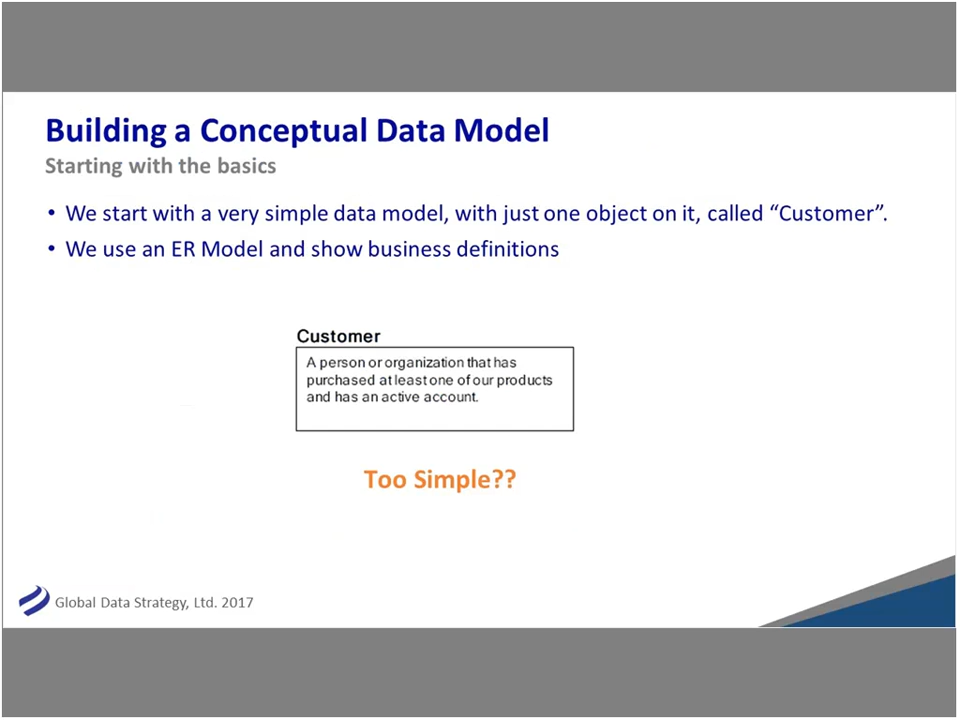 Building a Conceptual Data Model
Starting with the basics
• We start with a very simple data model, with just one object on it, called “Customer”.
• We use an ER Model and show business definitions
Customer
A person or organization that has
purchased at least one of our products
and has an active account.
Too Simple??
Global Data Strategy, Ltd. 2017